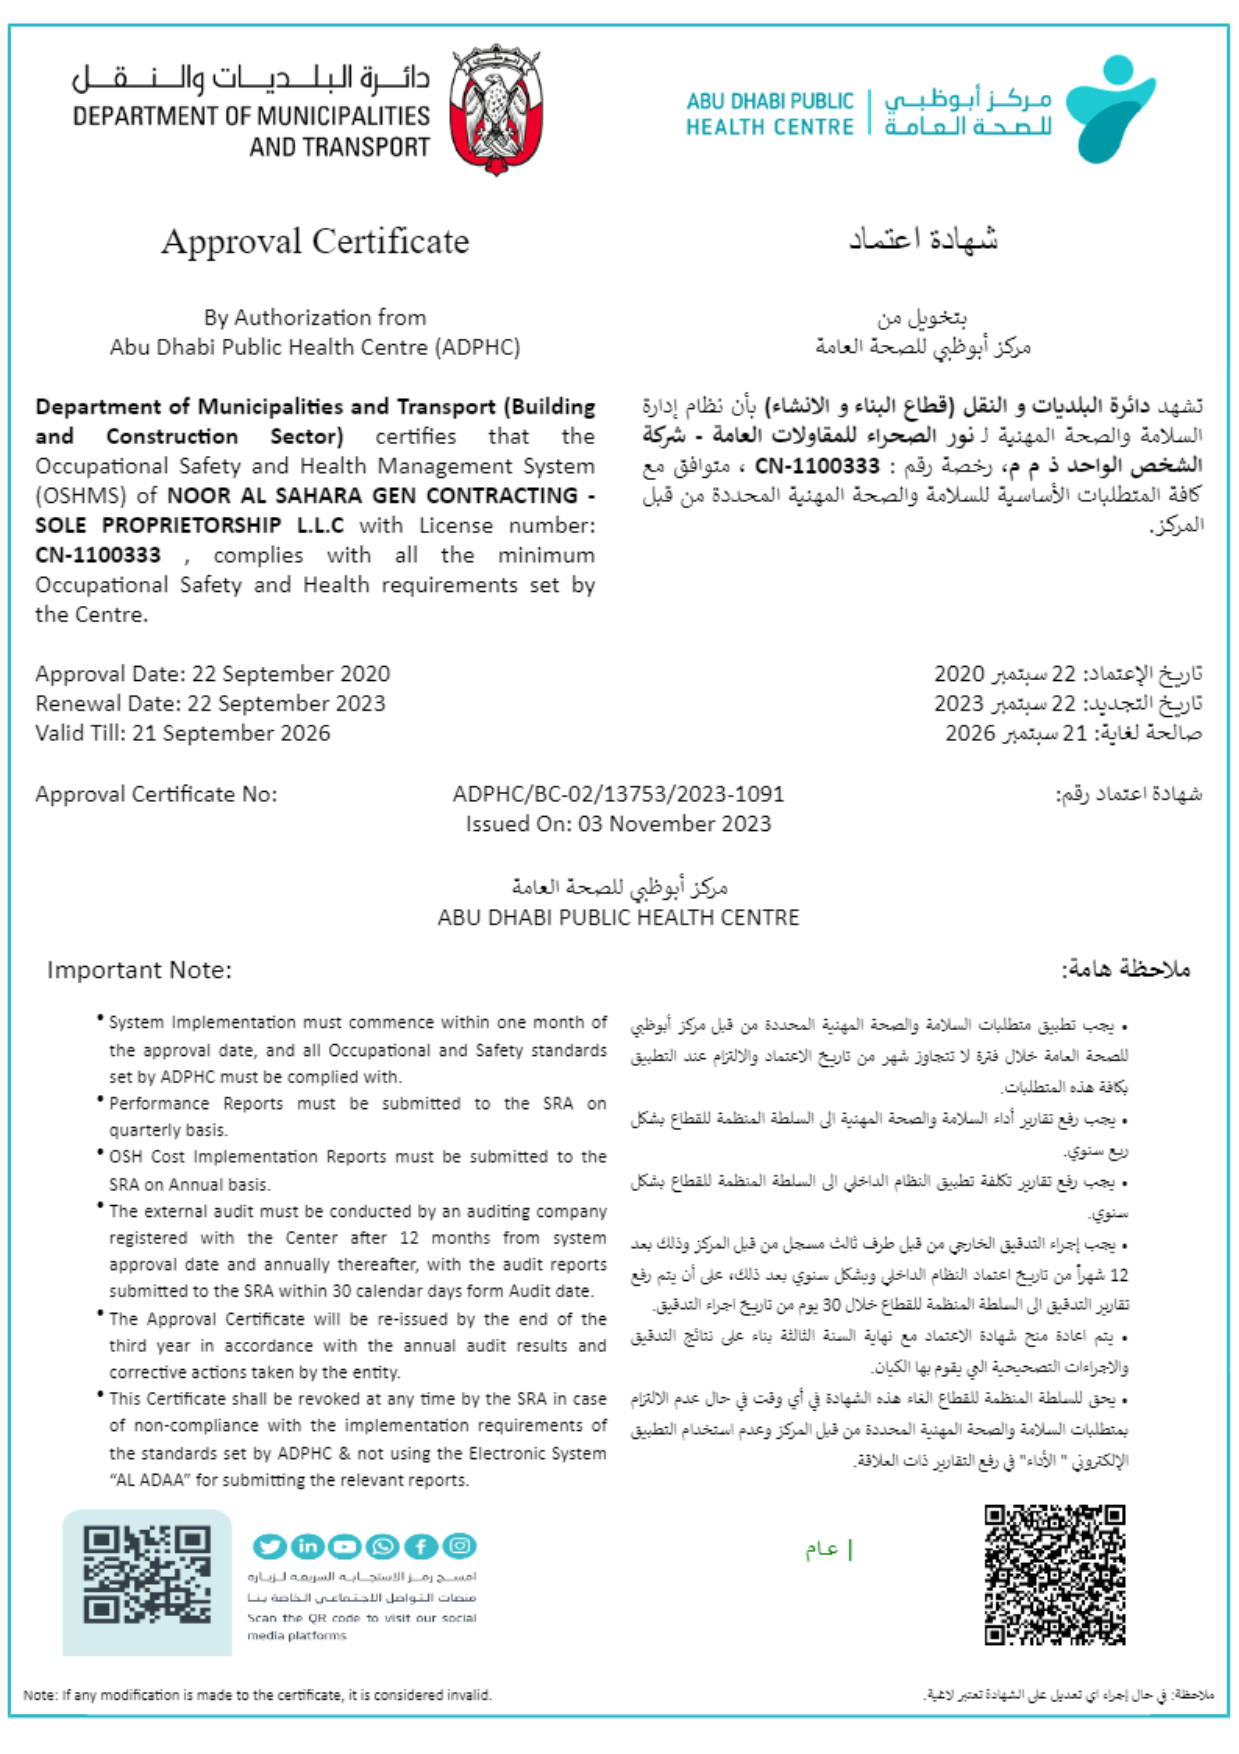 دائرة البلديات والنقل
DEPARTMENT OF MUNICIPALITIES
AND TRANSPORT
ABU DHABI PUBLIC
HEALTH CENTRE
مركز أبوظبي
للصحة العامة
Approval Certificate
شهادة اعتماد
By Authorization from
Abu Dhabi Public Health Centre (ADPHC)
بتخويل من
مركز أبوظبي للصحة العامة
Department of Municipalities and Transport (Building
and Construction Sector) certifies that the
Occupational Safety and Health Management System
(OSHMS) of NOOR AL SAHARA GEN CONTRACTING -
SOLE PROPRIETORSHIP L.L.C with License number:
CN-1100333 , complies with all the minimum
Occupational Safety and Health requirements set by
the Centre.
تشهد دائرة البلديات و النقل (قطاع البناء و الانشاء) بأن نظام إدارة
السلامة والصحة المهنية لـ نور الصحراء للمقاولات العامة - شركة
الشخص الواحد ذ م م، رخصة رقم : CN-1100333 ، متوافق مع
كافة المتطلبات الأساسية للسلامة والصحة المهنية المحددة من قبل
المركز.
Approval Date: 22 September 2020
Renewal Date: 22 September 2023
Valid Till: 21 September 2026
تاريخ الإعتماد: 22 سبتمبر 2020
تاريخ التجديد: 22 سبتمبر 2023
صالحة لغاية: 21 سبتمبر 2026
Approval Certificate No:
ADPHC/BC-02/13753/2023-1091
شهادة اعتماد رقم:
Issued On: 03 November 2023
مركز أبوظبي للصحة العامة
ABU DHABI PUBLIC HEALTH CENTRE
Important Note:
ملاحظة هامة:
• System Implementation must commence within one month of
the approval date, and all Occupational and Safety standards
set by ADPHC must be complied with.
• Performance Reports must be submitted to the SRA on
quarterly basis.
• OSH Cost Implementation Reports must be submitted to the
SRA on Annual basis.
• The external audit must be conducted by an auditing company
registered with the Center after 12 months from system
approval date and annually thereafter, with the audit reports
submitted to the SRA within 30 calendar days form Audit date.
• The Approval Certificate will be re-issued by the end of the
third year in accordance with the annual audit results and
corrective actions taken by the entity.
• This Certificate shall be revoked at any time by the SRA in case
of non-compliance with the implementation requirements of
the standards set by ADPHC & not using the Electronic System
“AL ADAA” for submitting the relevant reports.
• يجب تطبيق متطلبات السلامة والصحة المهنية المحددة من قبل مركز أبوظبي
للصحة العامة خلال فترة لا تتجاوز شهر من تاريخ الاعتماد والالتزام عند التطبيق
بكافة هذه المتطلبات.
• يجب رفع تقارير أداء السلامة والصحة المهنية الى السلطة المنظمة للقطاع بشكل
ربع سنوي.
• يجب رفع تقارير تكلفة تطبيق النظام الداخلي الى السلطة المنظمة للقطاع بشكل
سنوي.
• يجب إجراء التدقيق الخارجي من قبل طرف ثالث مسجل من قبل المركز وذلك بعد
12 شهراً من تاريخ اعتماد النظام الداخلي وبشكل سنوي بعد ذلك، على أن يتم رفع
تقارير التدقيق الى السلطة المنظمة للقطاع خلال 30 يوم من تاريخ اجراء التدقيق.
• يتم اعادة منح شهادة الاعتماد مع نهاية السنة الثالثة بناء على نتائج التدقيق
والاجراءات التصحيحية التي يقوم بها الكيان.
• يحق للسلطة المنظمة للقطاع الغاء هذه الشهادة في أي وقت في حال عدم الالتزام
بمتطلبات السلامة والصحة المهنية المحددة من قبل المركز وعدم استخدام التطبيق
الإلكتروني " الأداء" في رفع التقارير ذات العلاقة.
امسح رمز الاستجابة السريعة لزيارة
منصات التواصل الاجتماعي الخاصة بنا
Scan the QR code to visit our social
media platforms
| عام
Note: If any modification is made to the certificate, it is considered invalid.
ملاحظة: في حال إجراء اي تعديل على الشهادة تعتبر لاغية.